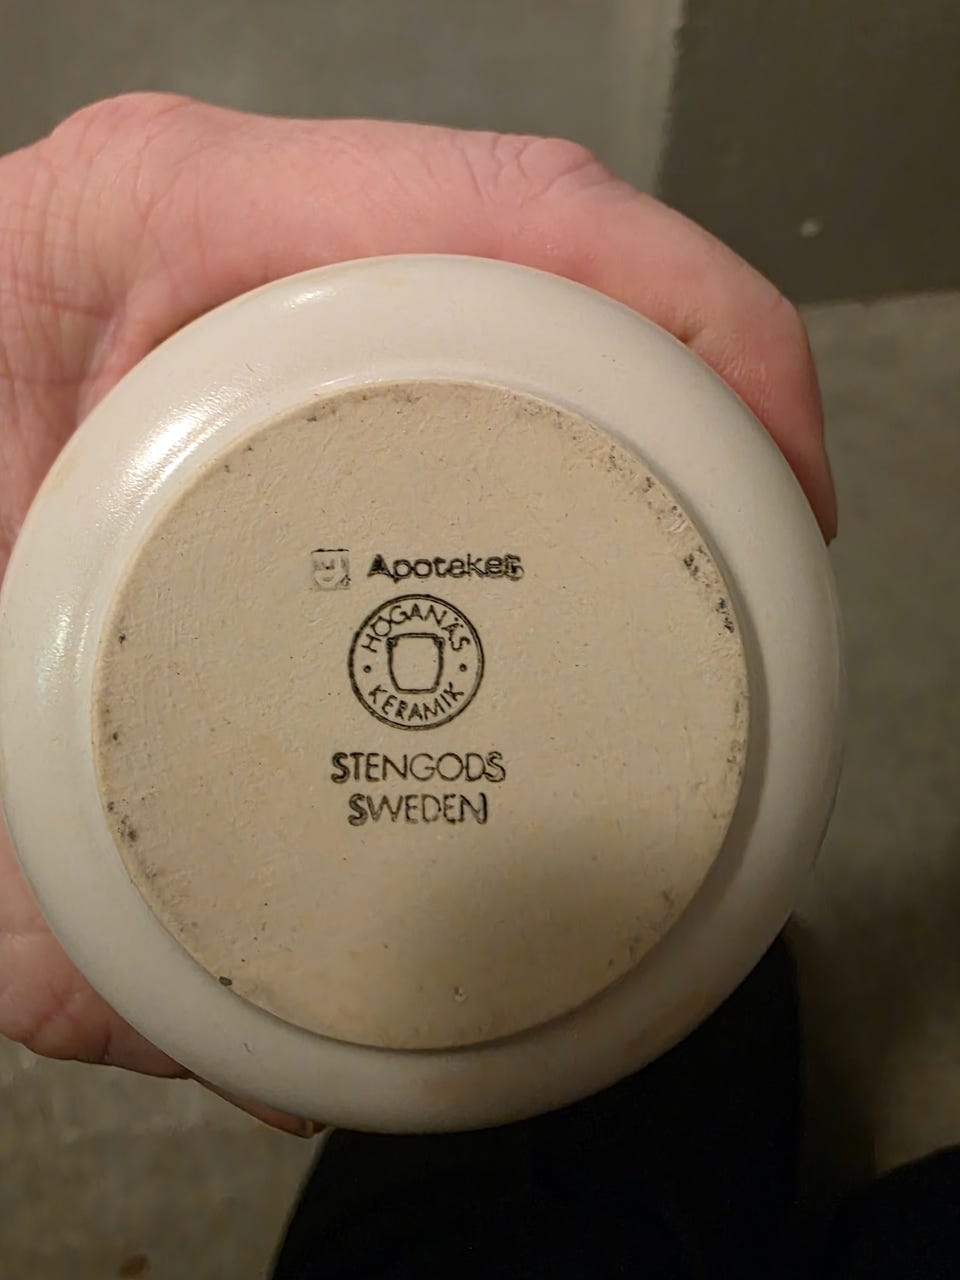 Apoteket
HÖGANÄS
KERAMIK
STENGODS
SWEDEN